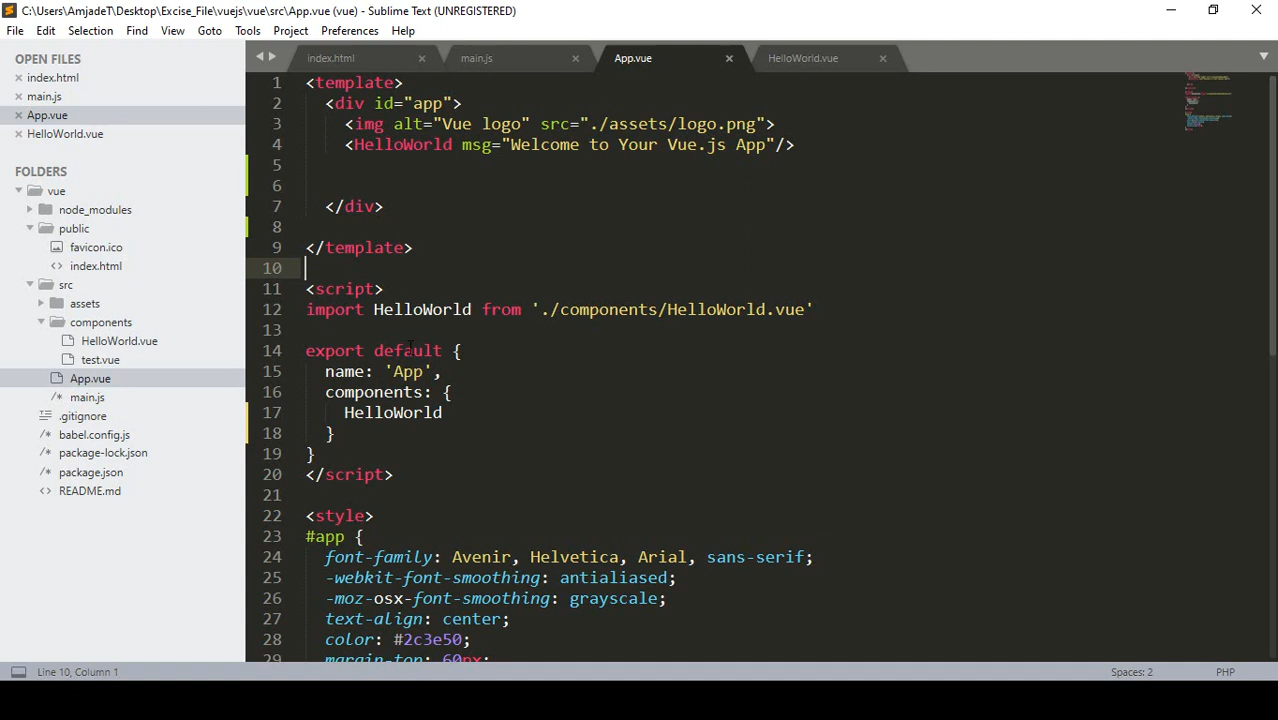 C:\Users\AmjadeT\Desktop\Excise_File\vuejs\vue\src\App.vue (vue) - Sublime Text (UNREGISTERED)
File Edit Selection Find View Goto Tools Project Preferences Help
OPEN FILES
index.html
main.js
App.vue
HelloWorld.vue
FOLDERS
vue
node_modules
public
favicon.ico
index.html
src
assets
components
HelloWorld.vue
test.vue
App.vue
main.js
.gitignore
babel.config.js
package-lock.json
package.json
README.md
index.html main.js App.vue HelloWorld.vue
1 <template>
2 <div id="app">
3 <img alt="Vue logo" src="./assets/logo.png">
4 <HelloWorld msg="Welcome to Your Vue.js App"/>
5
6
7 </div>
8
9 </template>
10
11 <script>
12 import HelloWorld from './components/HelloWorld.vue'
13
14 export default {
15 name: 'App',
16 components: {
17 HelloWorld
18 }
19 }
20 </script>
21
22 <style>
23 #app {
24 font-family: Avenir, Helvetica, Arial, sans-serif;
25 -webkit-font-smoothing: antialiased;
26 -moz-osx-font-smoothing: grayscale;
27 text-align: center;
28 color: #2c3e50;
29 margin-top: 60px;
Line 10, Column 1 Spaces: 2 PHP